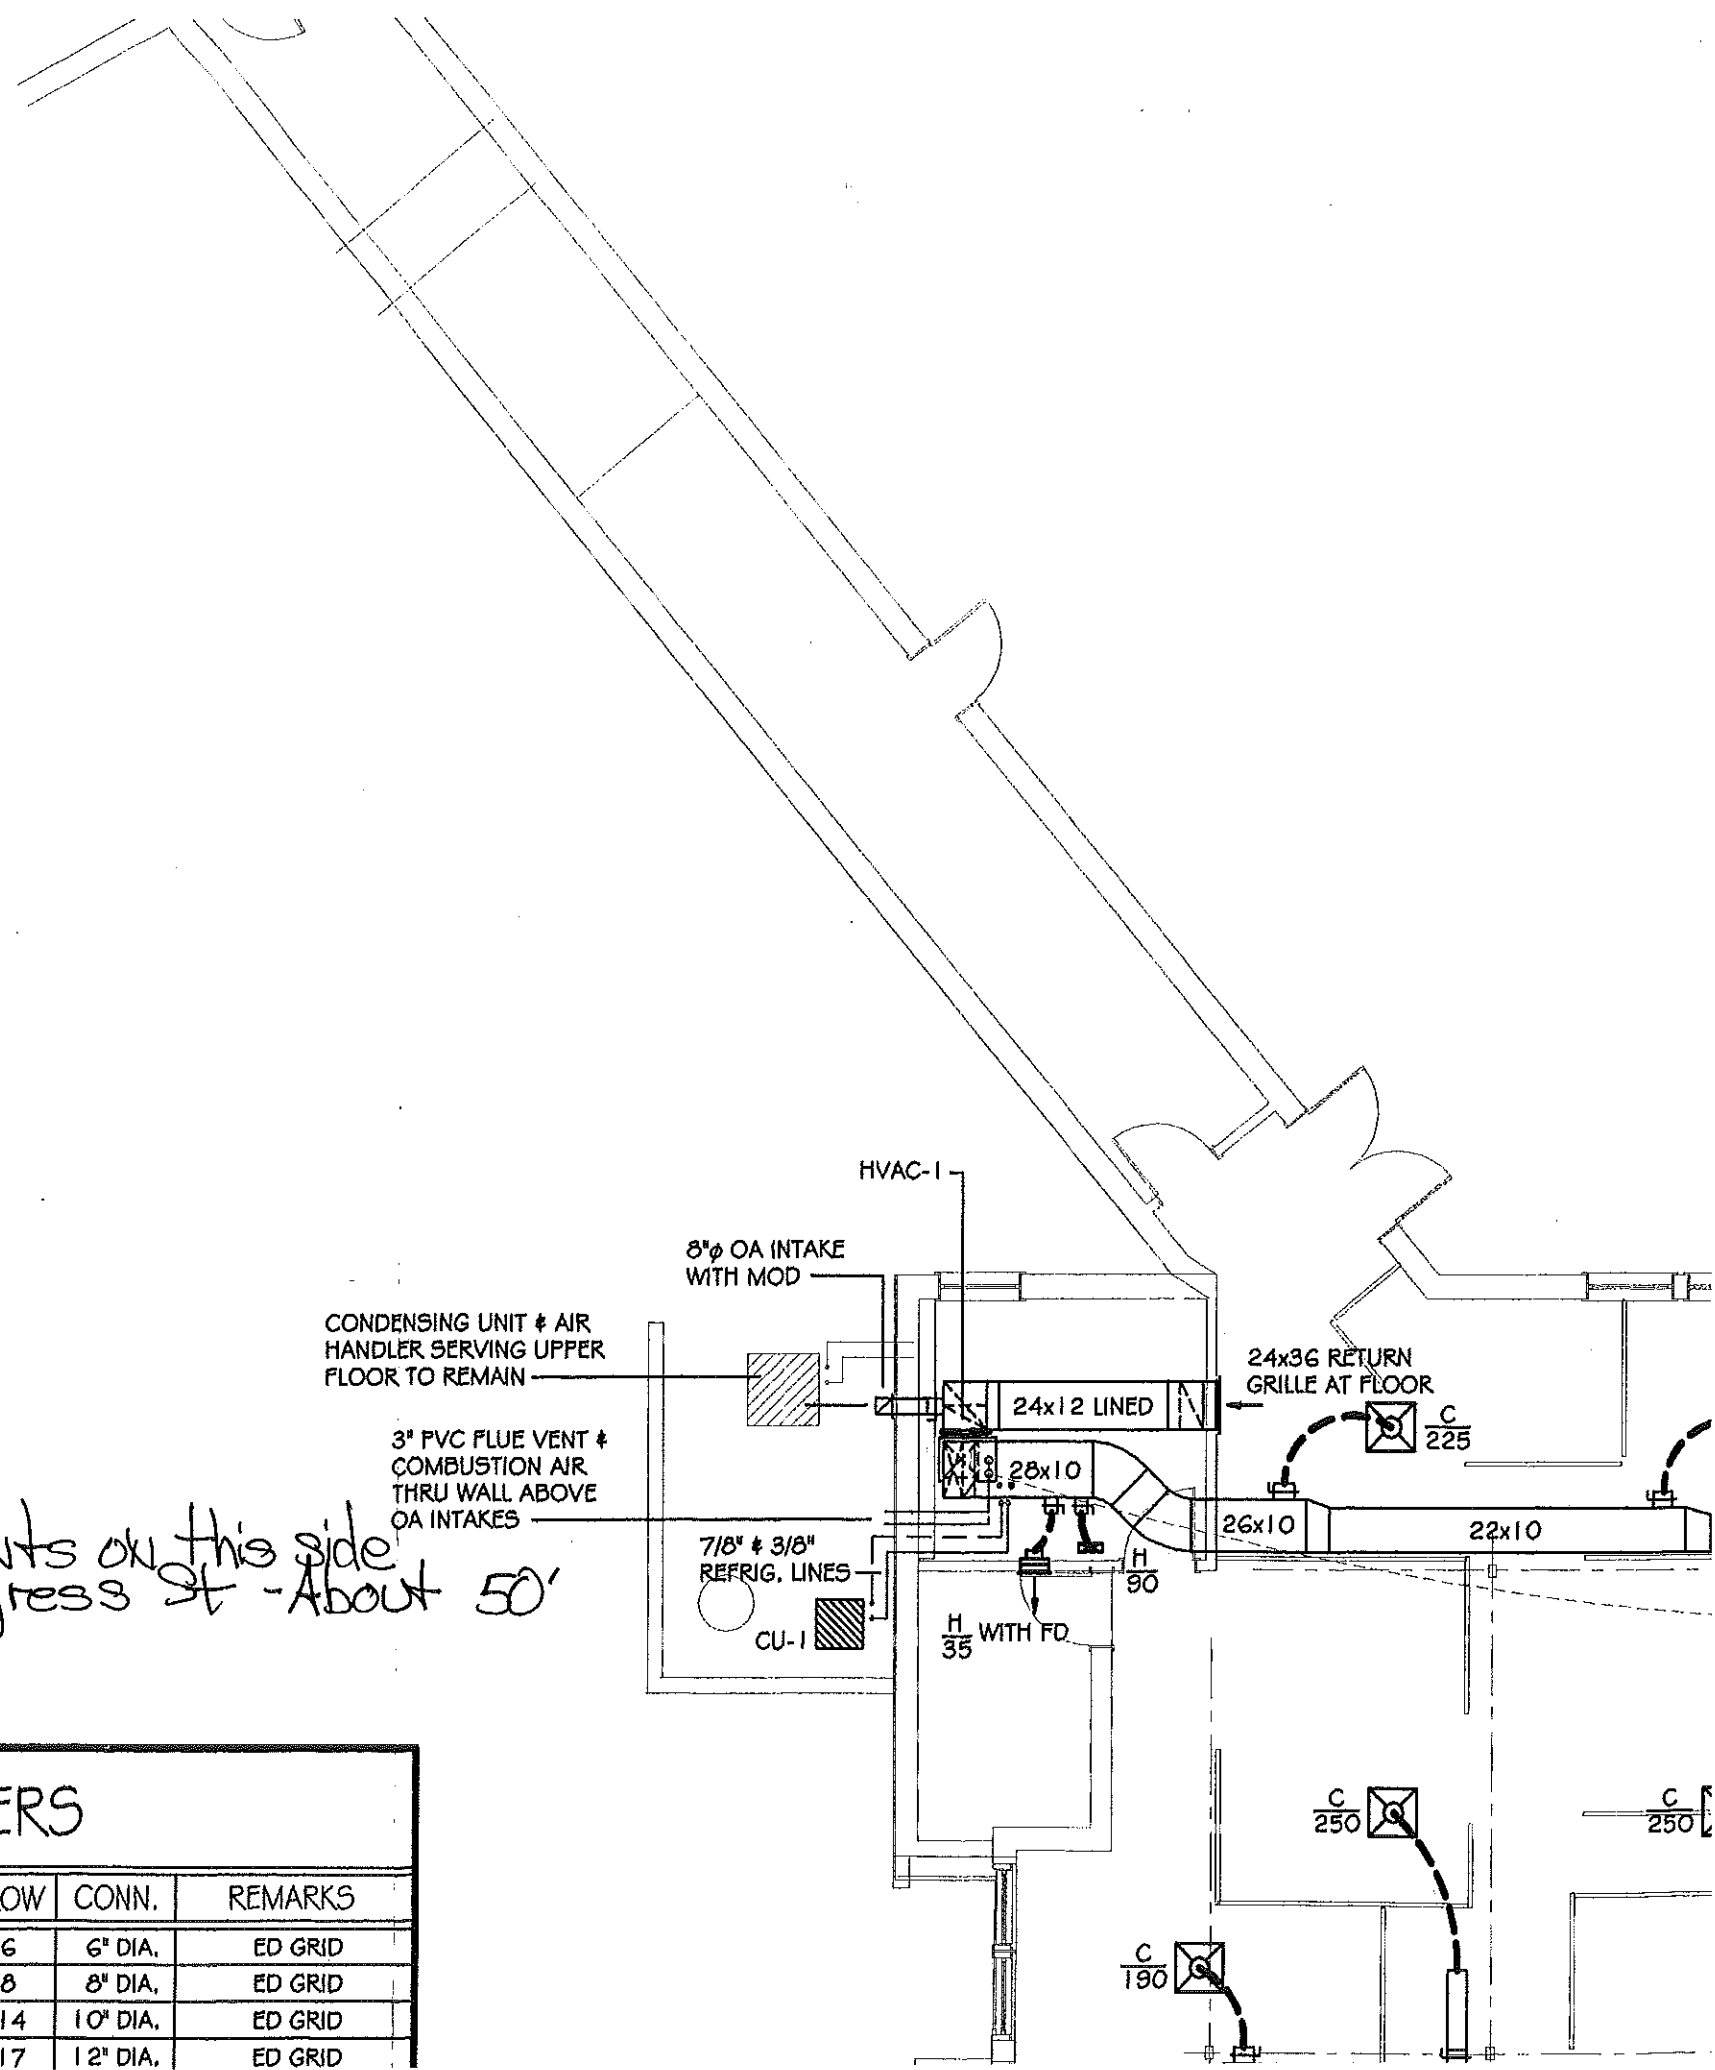 HVAC-1
8"φ OA INTAKE
WITH MOD
CONDENSING UNIT & AIR
HANDLER SERVING UPPER
FLOOR TO REMAIN
24x36 RETURN
GRILLE AT FLOOR
24x12 LINED
C
225
3" PVC FLUE VENT &
COMBUSTION AIR
THRU WALL ABOVE
OA INTAKES
28x10
26x10
22x10
7/8" & 3/8"
REFRIG. LINES
H
90
CU-1
H
35
WITH FD
on this side
St - About 50'
C
250
C
250
C
190
ERS
OW CONN. REMARKS
6 6" DIA. ED GRID
8 8" DIA. ED GRID
14 10" DIA. ED GRID
17 12" DIA. ED GRID